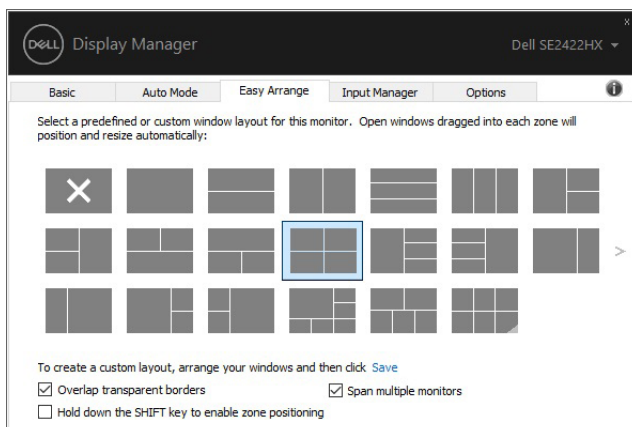 DELL Display Manager
Dell SE2422HX
Basic Auto Mode Easy Arrange Input Manager Options
Select a predefined or custom window layout for this monitor. Open windows dragged into each zone will
position and resize automatically:
To create a custom layout, arrange your windows and then click Save
Overlap transparent borders
Span multiple monitors
Hold down the SHIFT key to enable zone positioning